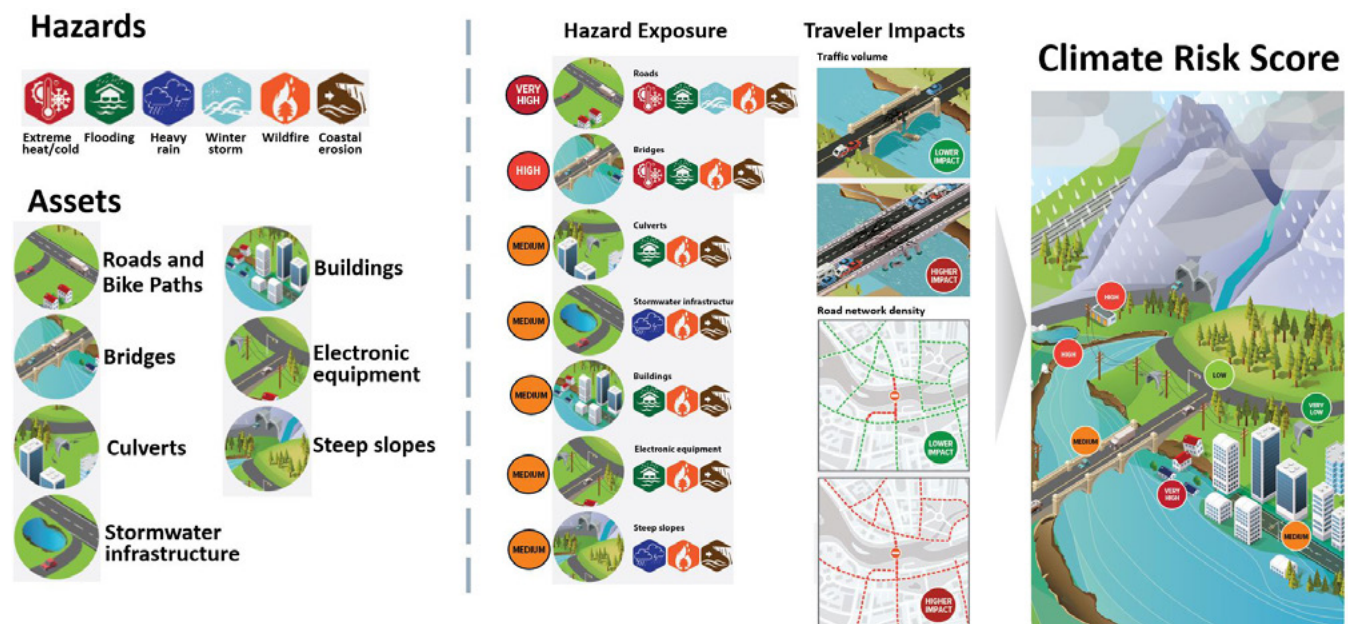 Hazards
Extreme
heat/cold
Flooding
Heavy
rain
Winter
storm
Wildfire
Coastal
erosion
Assets
Roads and
Bike Paths
Bridges
Culverts
Stormwater
infrastructure
Buildings
Electronic
equipment
Steep slopes
Hazard Exposure
VERY
HIGH
Roads
HIGH
Bridges
MEDIUM
Culverts
MEDIUM
Stormwater infrastructur
MEDIUM
Buildings
MEDIUM
Electronic equipment
MEDIUM
Steep slopes
Traveler Impacts
Traffic volume
LOWER
IMPACT
HIGHER
IMPACT
Road network density
LOWER
IMPACT
HIGHER
IMPACT
Climate Risk Score
HIGH
HIGH
LOW
VERY
LOW
MEDIUM
VERY
HIGH
MEDIUM